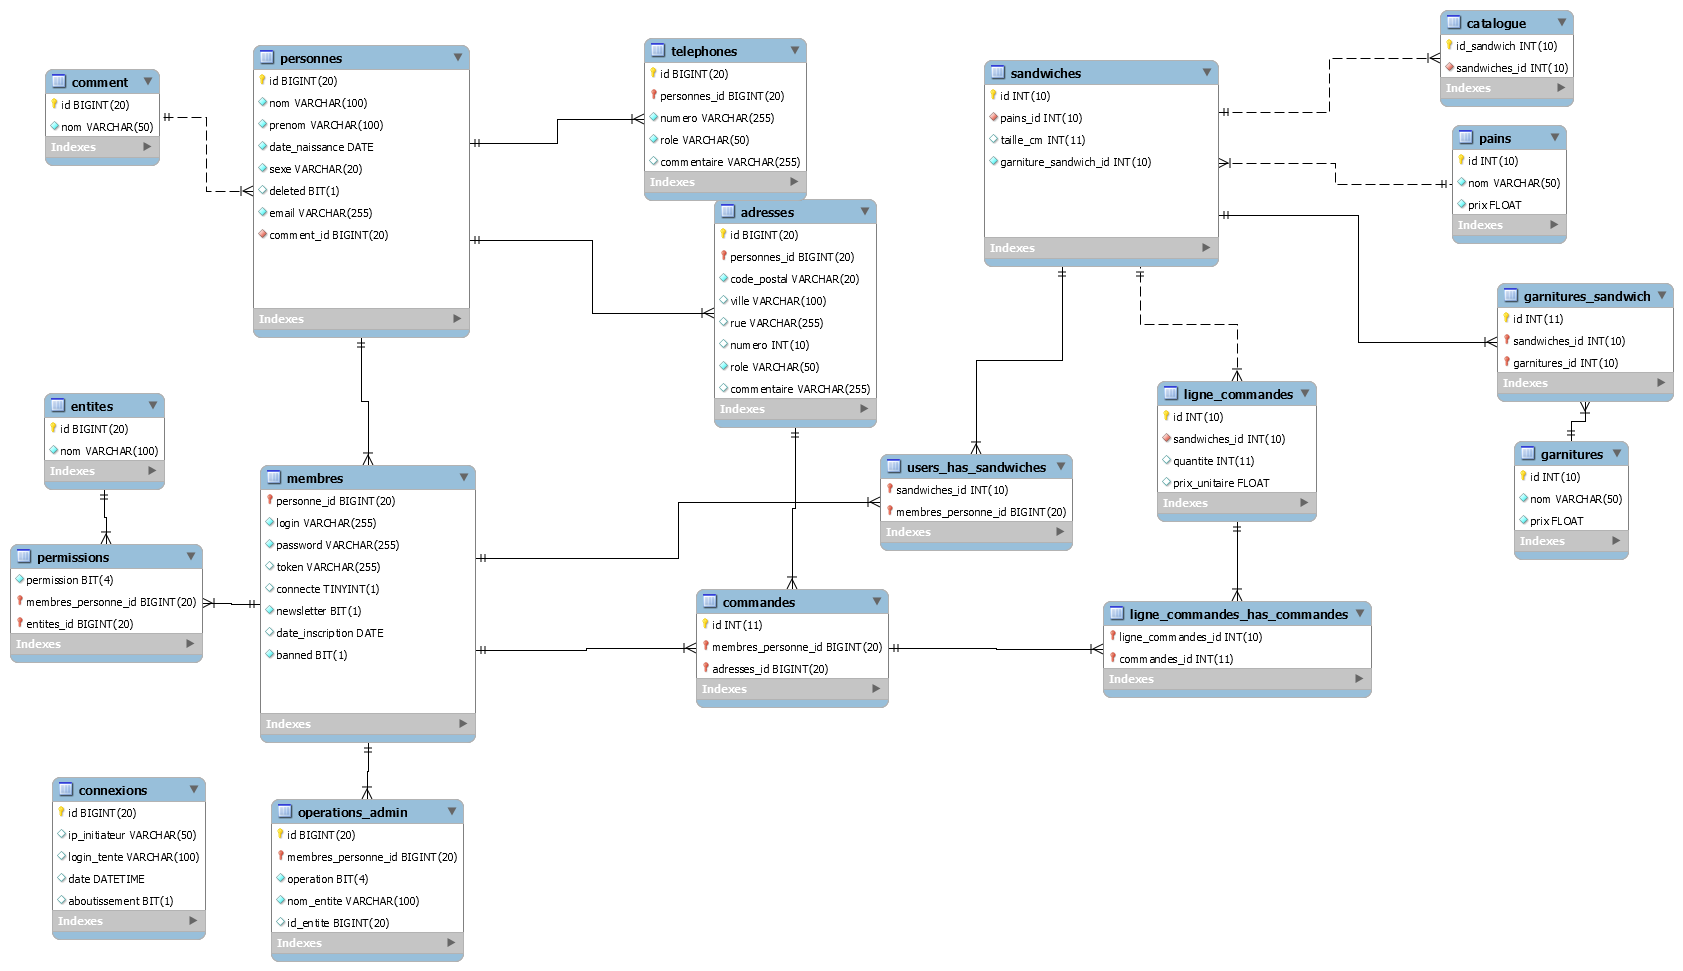 comment
id BIGINT(20)
nom VARCHAR(50)
Indexes
personnes
id BIGINT(20)
nom VARCHAR(100)
prenom VARCHAR(100)
date_naissance DATE
sexe VARCHAR(20)
deleted BIT(1)
email VARCHAR(255)
comment_id BIGINT(20)
Indexes
telephones
id BIGINT(20)
personnes_id BIGINT(20)
numero VARCHAR(255)
role VARCHAR(50)
commentaire VARCHAR(255)
Indexes
adresses
id BIGINT(20)
personnes_id BIGINT(20)
code_postal VARCHAR(20)
ville VARCHAR(100)
rue VARCHAR(255)
numero INT(10)
role VARCHAR(50)
commentaire VARCHAR(255)
Indexes
sandwiches
id INT(10)
pains_id INT(10)
taille_cm INT(11)
garniture_sandwich_id INT(10)
Indexes
catalogue
id_sandwich INT(10)
sandwiches_id INT(10)
Indexes
pains
id INT(10)
nom VARCHAR(50)
prix FLOAT
Indexes
garnitures_sandwich
id INT(11)
sandwiches_id INT(10)
garnitures_id INT(10)
Indexes
garnitures
id INT(10)
nom VARCHAR(50)
prix FLOAT
Indexes
ligne_commandes
id INT(10)
sandwiches_id INT(10)
quantite INT(11)
prix_unitaire FLOAT
Indexes
users_has_sandwiches
sandwiches_id INT(10)
membres_personne_id BIGINT(20)
Indexes
entites
id BIGINT(20)
nom VARCHAR(100)
Indexes
permissions
permission BIT(4)
membres_personne_id BIGINT(20)
entites_id BIGINT(20)
Indexes
membres
personne_id BIGINT(20)
login VARCHAR(255)
password VARCHAR(255)
token VARCHAR(255)
connecte TINYINT(1)
newsletter BIT(1)
date_inscription DATE
banned BIT(1)
Indexes
commandes
id INT(11)
membres_personne_id BIGINT(20)
adresses_id BIGINT(20)
Indexes
ligne_commandes_has_commandes
ligne_commandes_id INT(10)
commandes_id INT(11)
Indexes
connexions
id BIGINT(20)
ip_initiateur VARCHAR(50)
login_tente VARCHAR(100)
date DATETIME
aboutissement BIT(1)
Indexes
operations_admin
id BIGINT(20)
membres_personne_id BIGINT(20)
operation BIT(4)
nom_entite VARCHAR(100)
id_entite BIGINT(20)
Indexes